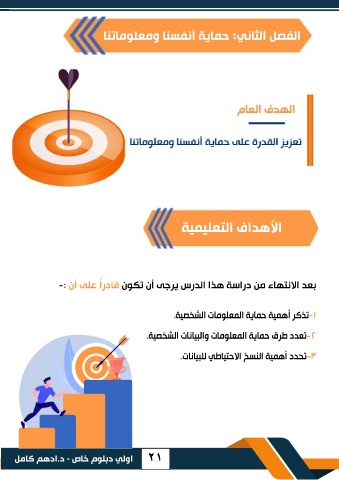 الفصل الثاني: حماية أنفسنا ومعلوماتنا
الهدف العام
تعزيز القدرة على حماية أنفسنا ومعلوماتنا
الأهداف التعليمية
بعد الانتهاء من دراسة هذا الدرس يرجى أن تكون قادراً على أن :-
١-تذكر أهمية حماية المعلومات الشخصية.
٢-تعدد طرق حماية المعلومات والبيانات الشخصية.
٣-تحدد أهمية النسخ الاحتياطي للبيانات.
٢١ اولي دبلوم خاص - د.ادهم كامل